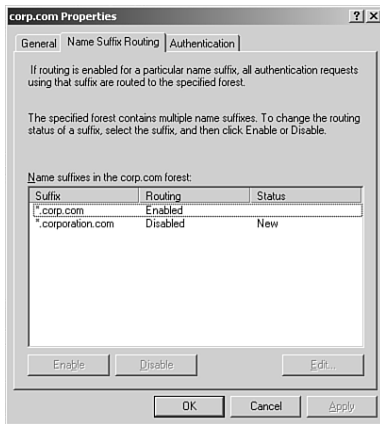 corp.com Properties
General Name Suffix Routing Authentication
If routing is enabled for a particular name suffix, all authentication requests
using that suffix are routed to the specified forest.
The specified forest contains multiple name suffixes. To change the routing
status of a suffix, select the suffix, and then click Enable or Disable.
Name suffixes in the corp.com forest:
Suffix Routing Status
*.corp.com Enabled
*.corporation.com Disabled New
Enable Disable Edit...
OK Cancel Apply